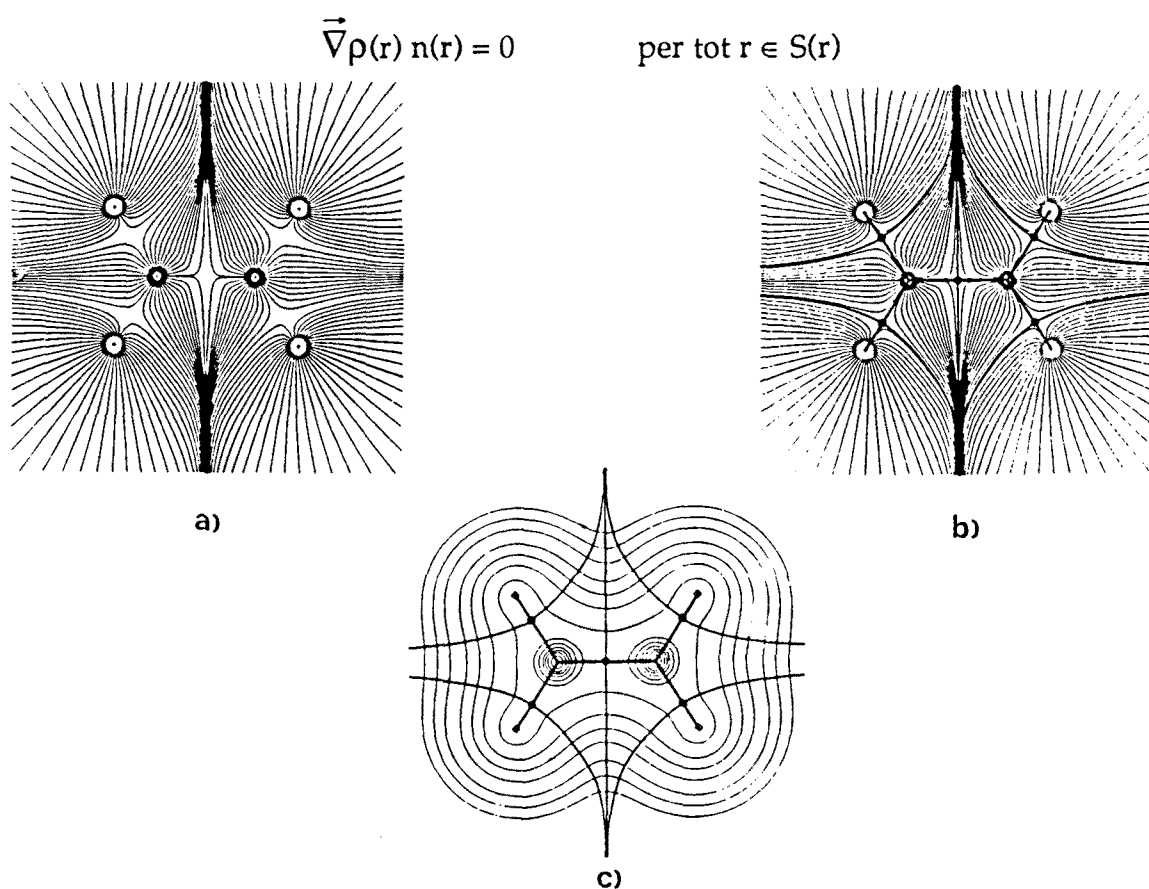 ∇⃗ρ(r) n(r) = 0 per tot r ∈ S(r)
a)
b)
c)